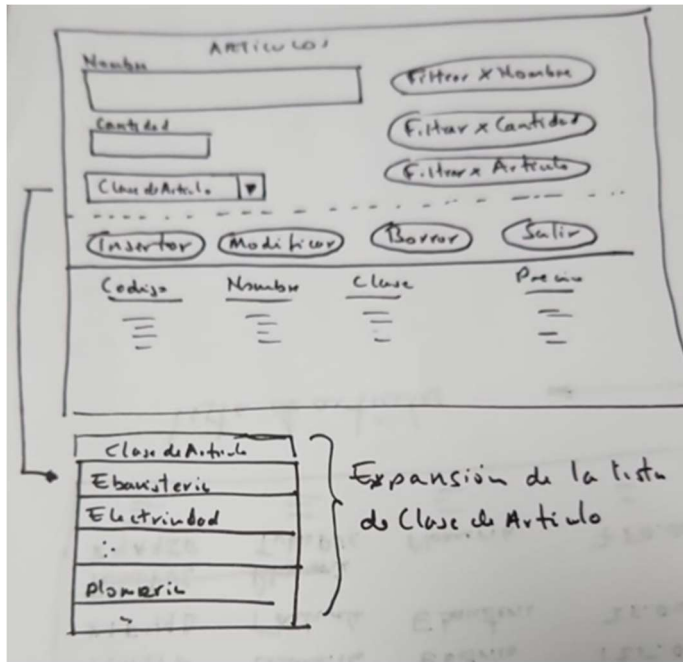 ARTICULOS
Nombre
Filtrar x Nombre
Cantidad
Filtrar x Cantidad
Clase de Articulo
Filtrar x Articulo
Insertar Modificar Borrar Salir
Codigo Nombre Clase Precio
Clase de Articulo
Ebanisteria
Electricidad
Plomeria
Expansión de la lista
de Clase de Articulo